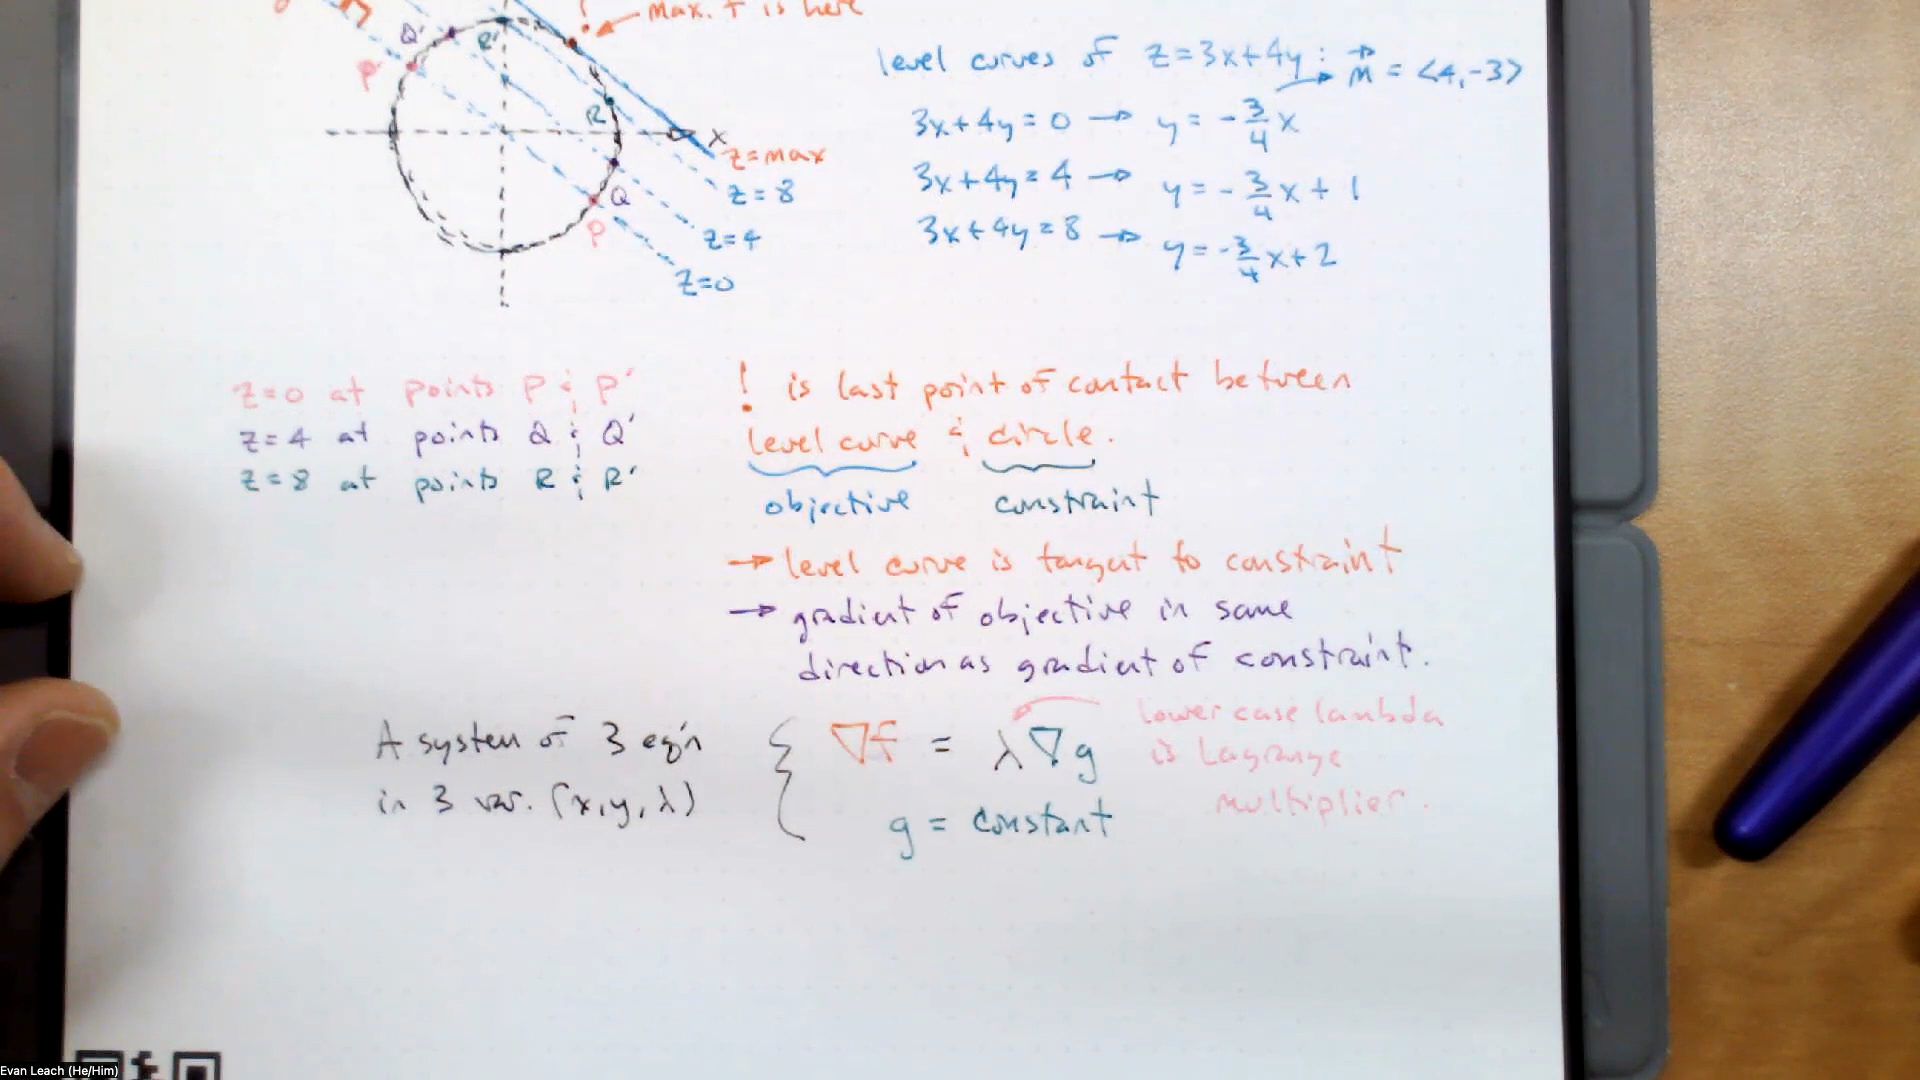 ! max. f is here
Q'
R'
P'
R
x
z=max
z=8
Q
P
z=4
z=0
level curves of z=3x+4y: m = <4,-3>
3x+4y=0 → y = -3/4 x
3x+4y=4 → y = -3/4 x + 1
3x+4y=8 → y = -3/4 x+2
z=0 at points P & P'
z=4 at points Q & Q'
z=8 at points R & R'
! is last point of contact between
level curve & circle.
objective constraint
→ level curve is tangent to constraint
→ gradient of objective in same
direction as gradient of constraint.
A system of 3 eq'n
in 3 var. (x,y,λ)
∇f = λ∇g
g = constant
lower case lambda
is Lagrange
multiplier.
Evan Leach (He/Him)